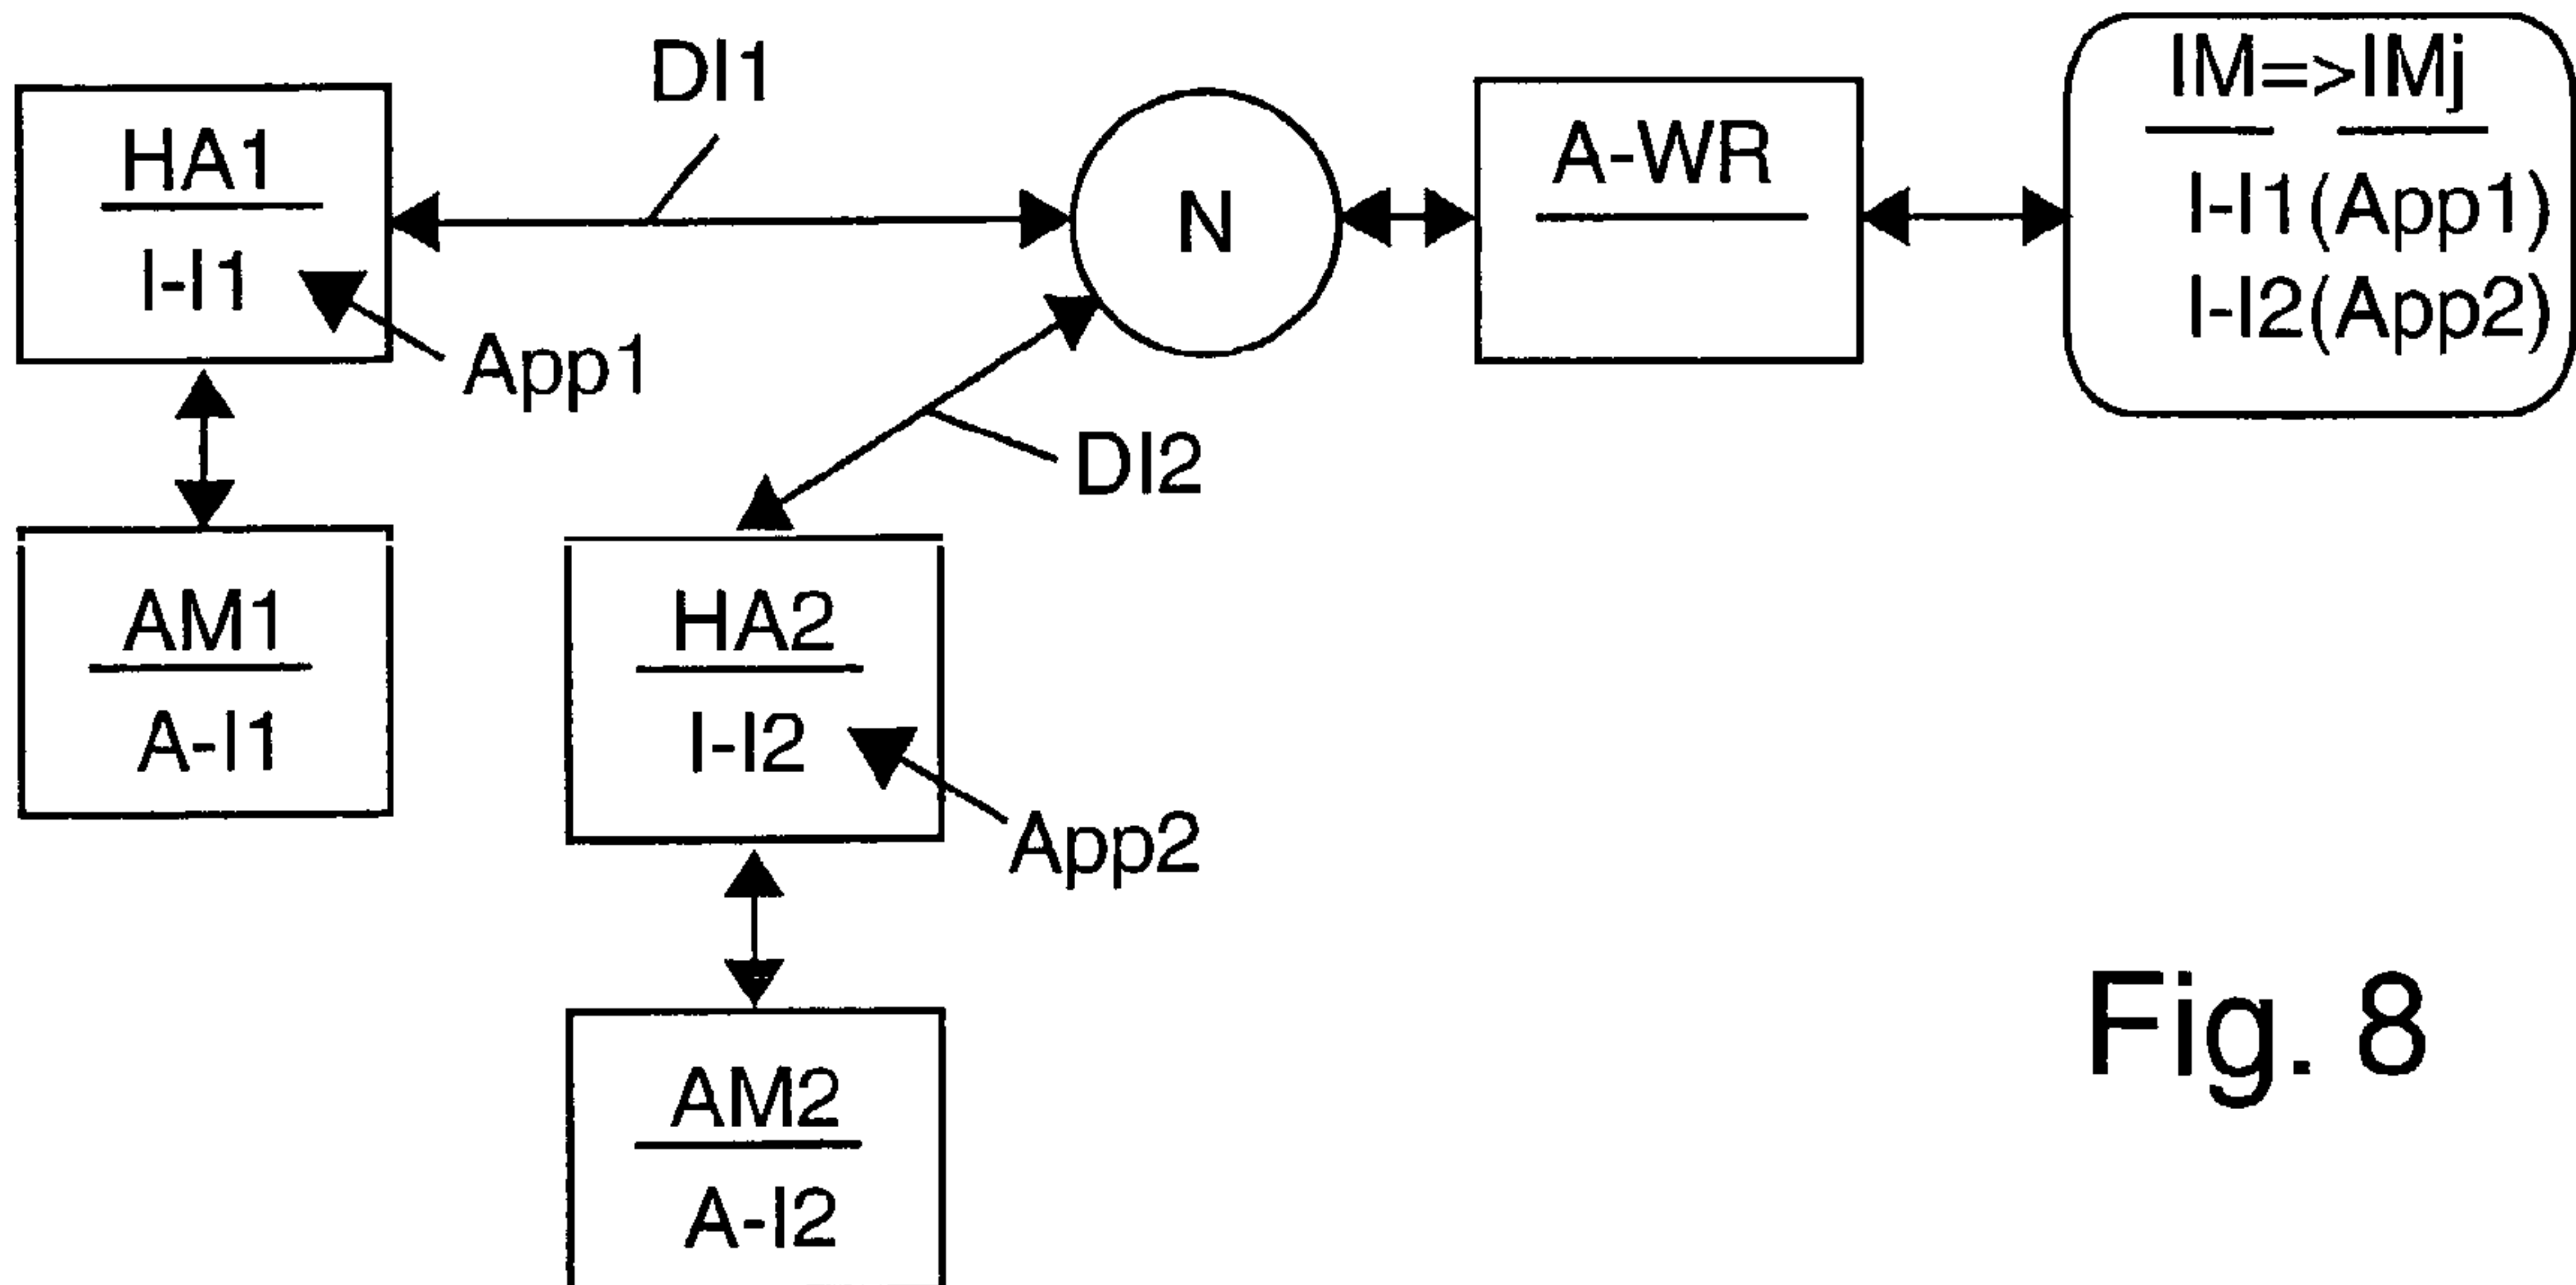 DI1
IM=>IMj
HA1
A-WR
N
I-I1(App1)
I-I1
I-I2(App2)
App1
DI2
AM1
HA2
A-I1
I-I2
App2
Fig. 8
AM2
A-I2